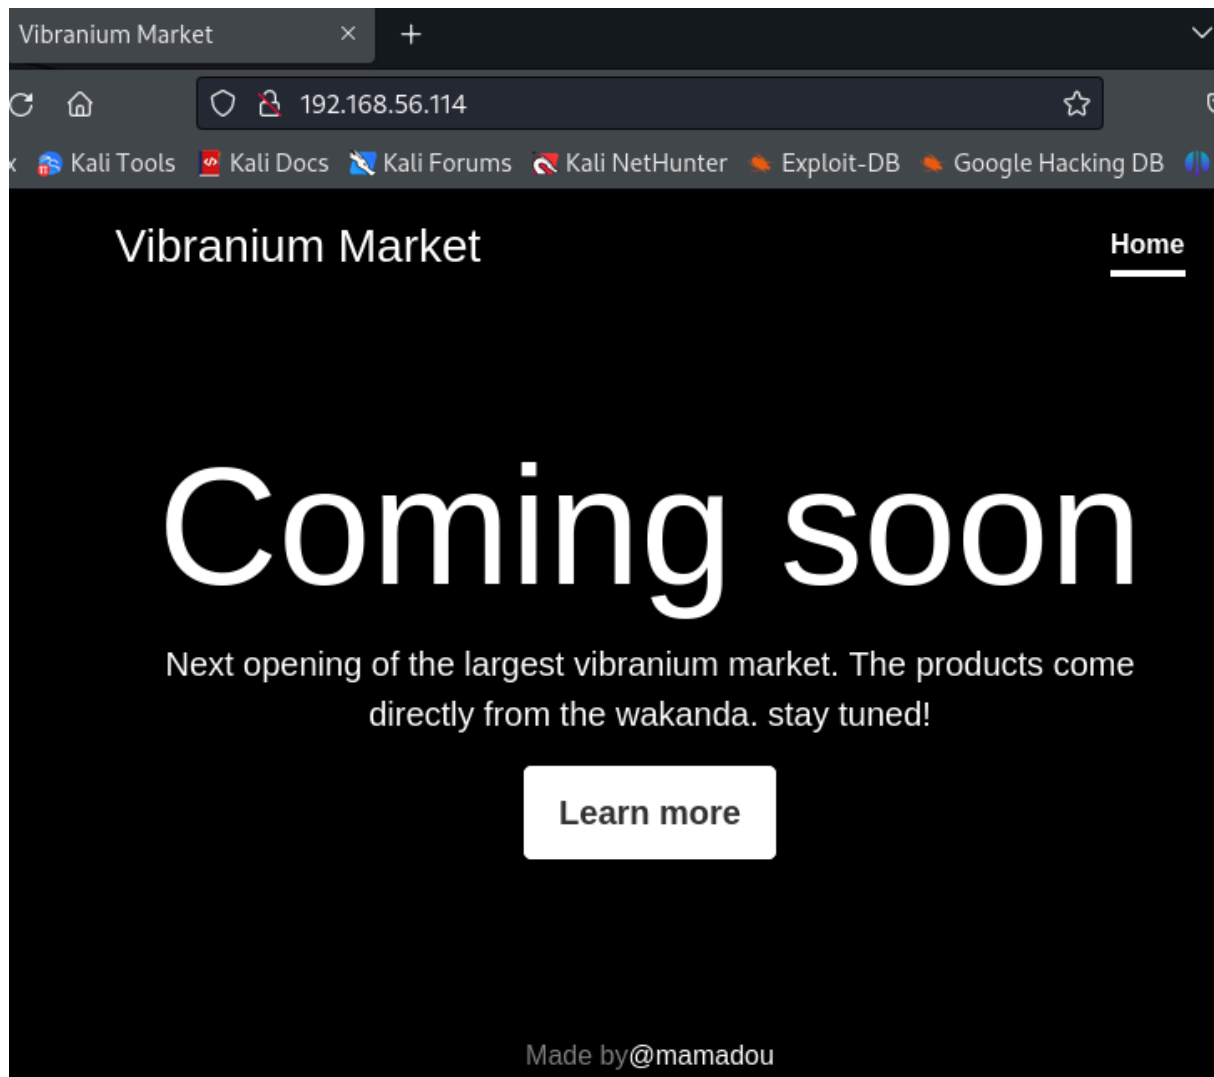 Vibranium Market
192.168.56.114
Kali Tools Kali Docs Kali Forums Kali NetHunter Exploit-DB Google Hacking DB
Vibranium Market Home
Coming soon
Next opening of the largest vibranium market. The products come
directly from the wakanda. stay tuned!
Learn more
Made by@mamadou